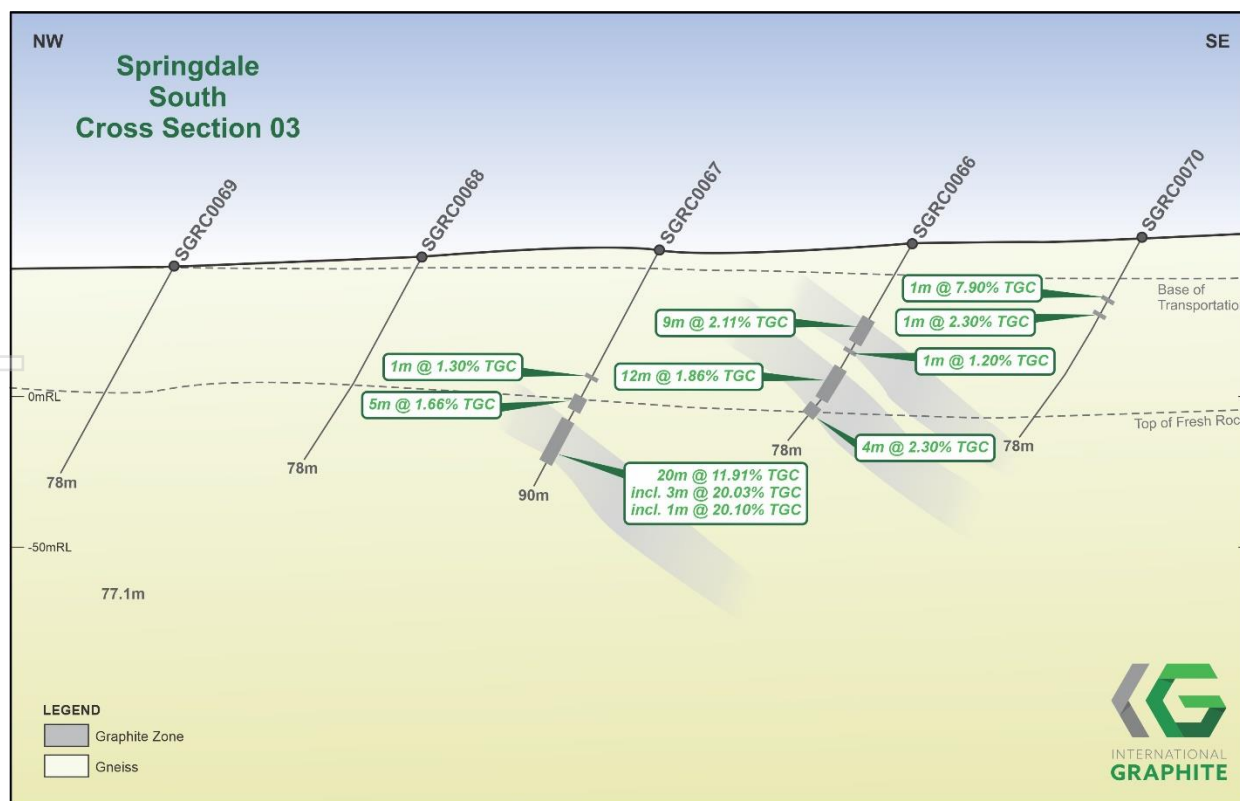 NW
SE
Springdale
South
Cross Section 03
SGRC0069
SGRC0068
SGRC0067
SGRC0066
SGRC0070
1m @ 7.90% TGC
Base of
Transportation
9m @ 2.11% TGC
1m @ 2.30% TGC
1m @ 1.30% TGC
12m @ 1.86% TGC
1m @ 1.20% TGC
0mRL
5m @ 1.66% TGC
Top of Fresh Roc
78m
78m
90m
78m
4m @ 2.30% TGC
78m
20m @ 11.91% TGC
incl. 3m @ 20.03% TGC
incl. 1m @ 20.10% TGC
-50mRL
77.1m
LEGEND
Graphite Zone
Gneiss
INTERNATIONAL
GRAPHITE